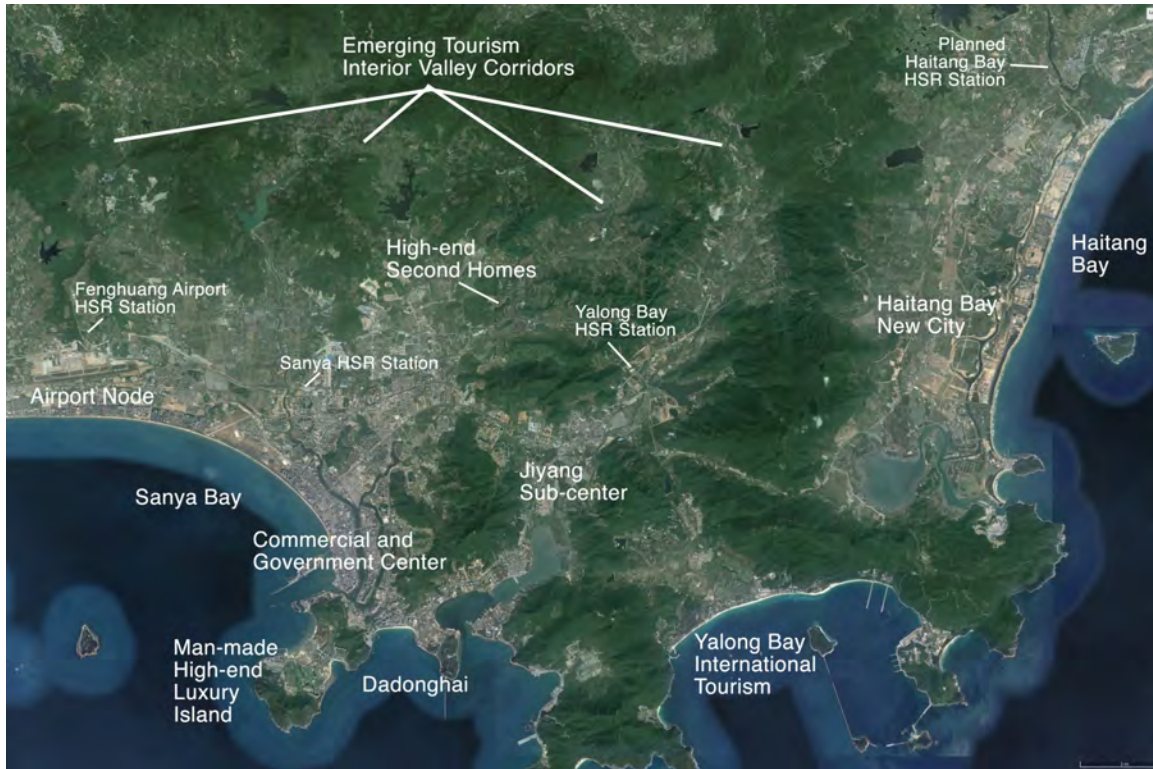 Emerging Tourism
Interior Valley Corridors
Planned
Haitang Bay
HSR Station
High-end
Second Homes
Haitang
Bay
Fenghuang Airport
HSR Station
Yalong Bay
HSR Station
Haitang Bay
New City
Sanya HSR Station
Airport Node
Jiyang
Sub-center
Sanya Bay
Commercial and
Government Center
Man-made
High-end
Luxury
Island
Dadonghai
Yalong Bay
International
Tourism